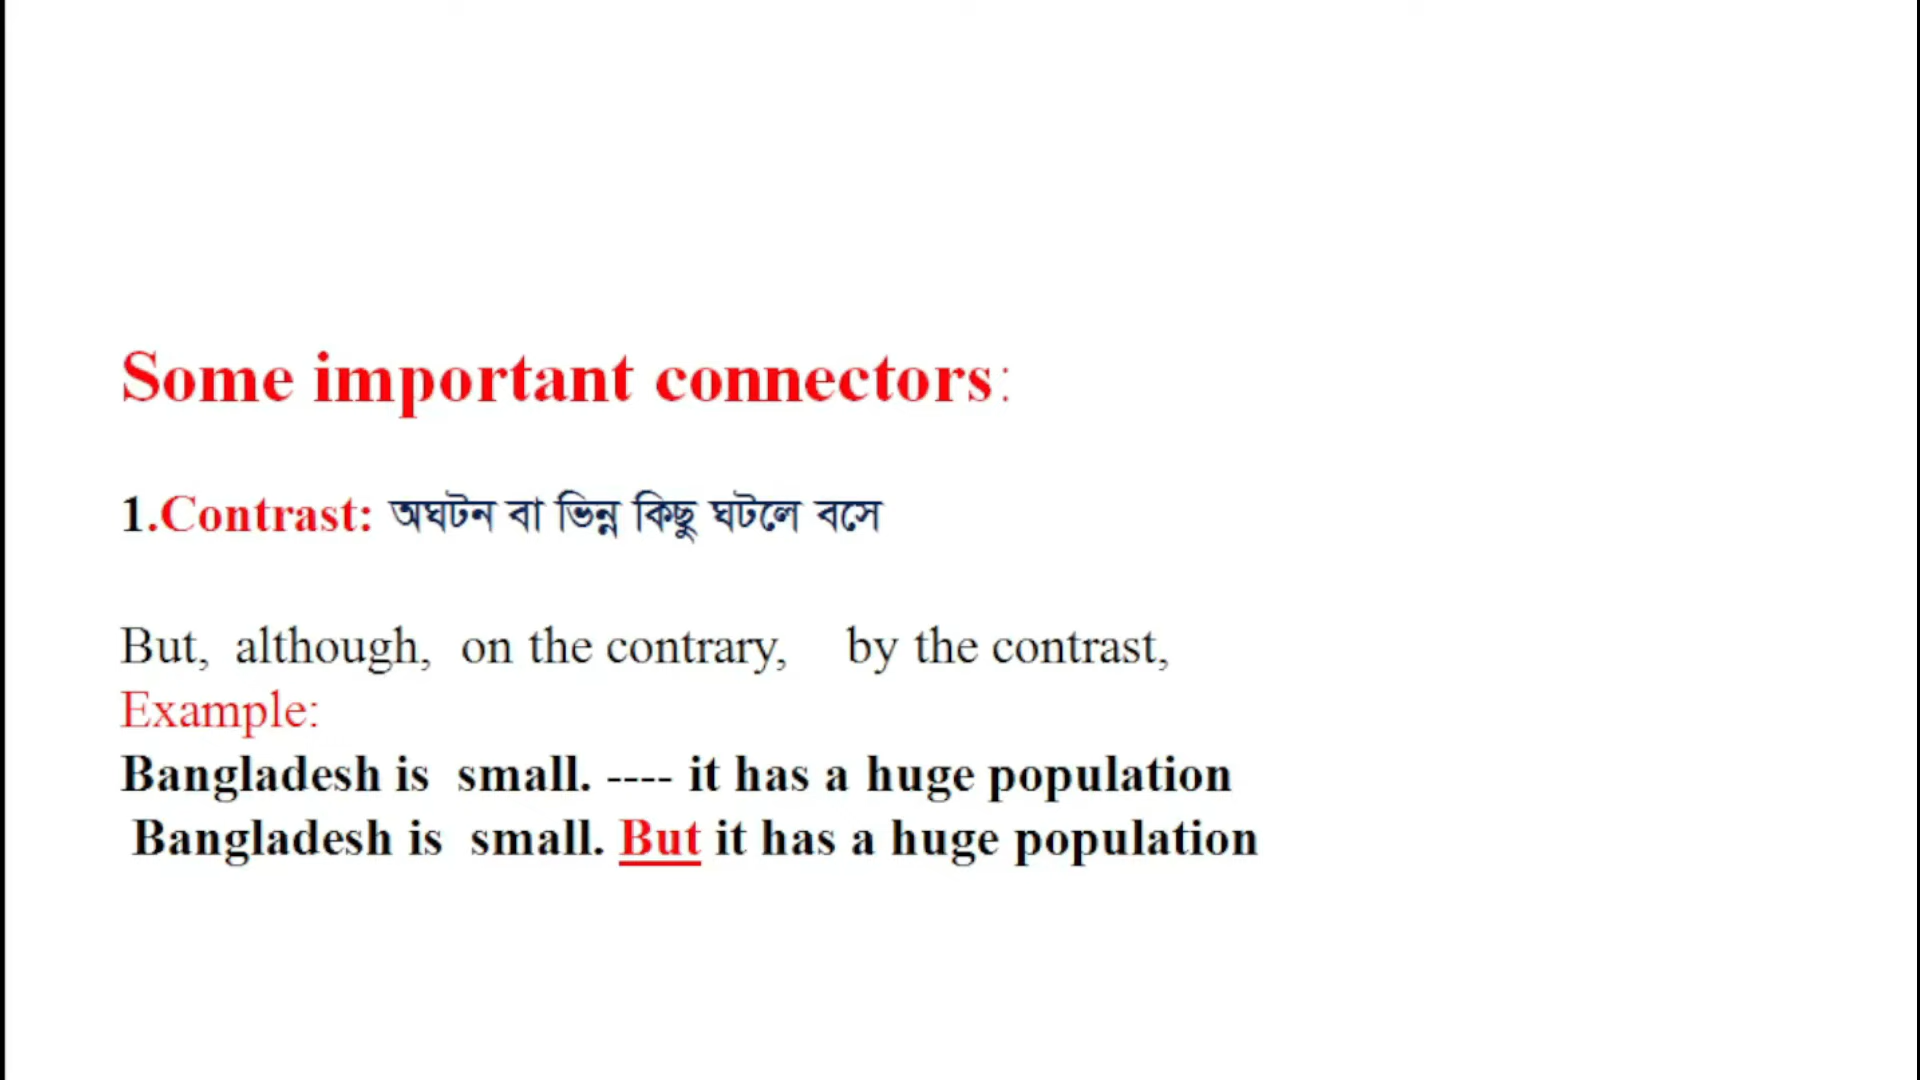 Some important connectors:
1.Contrast: অঘটন বা ভিন্ন কিছু ঘটলে বসে
But, although, on the contrary, by the contrast,
Example:
Bangladesh is small. ---- it has a huge population
Bangladesh is small. But it has a huge population